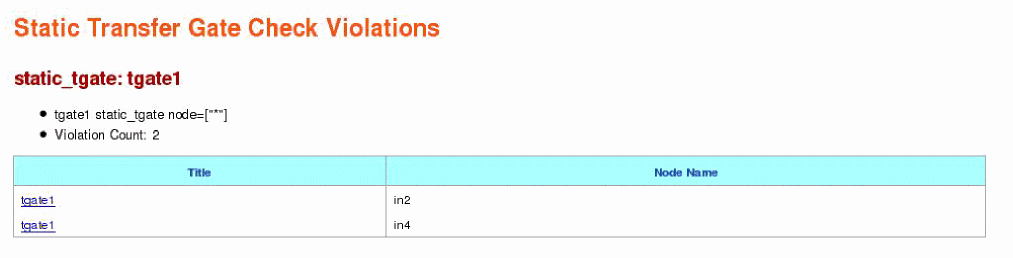 Static Transfer Gate Check Violations
static_tgate: tgate1
● tgate1 static_tgate node=["*"]
● Violation Count: 2
Title Node Name
tgate1 in2
tgate1 in4